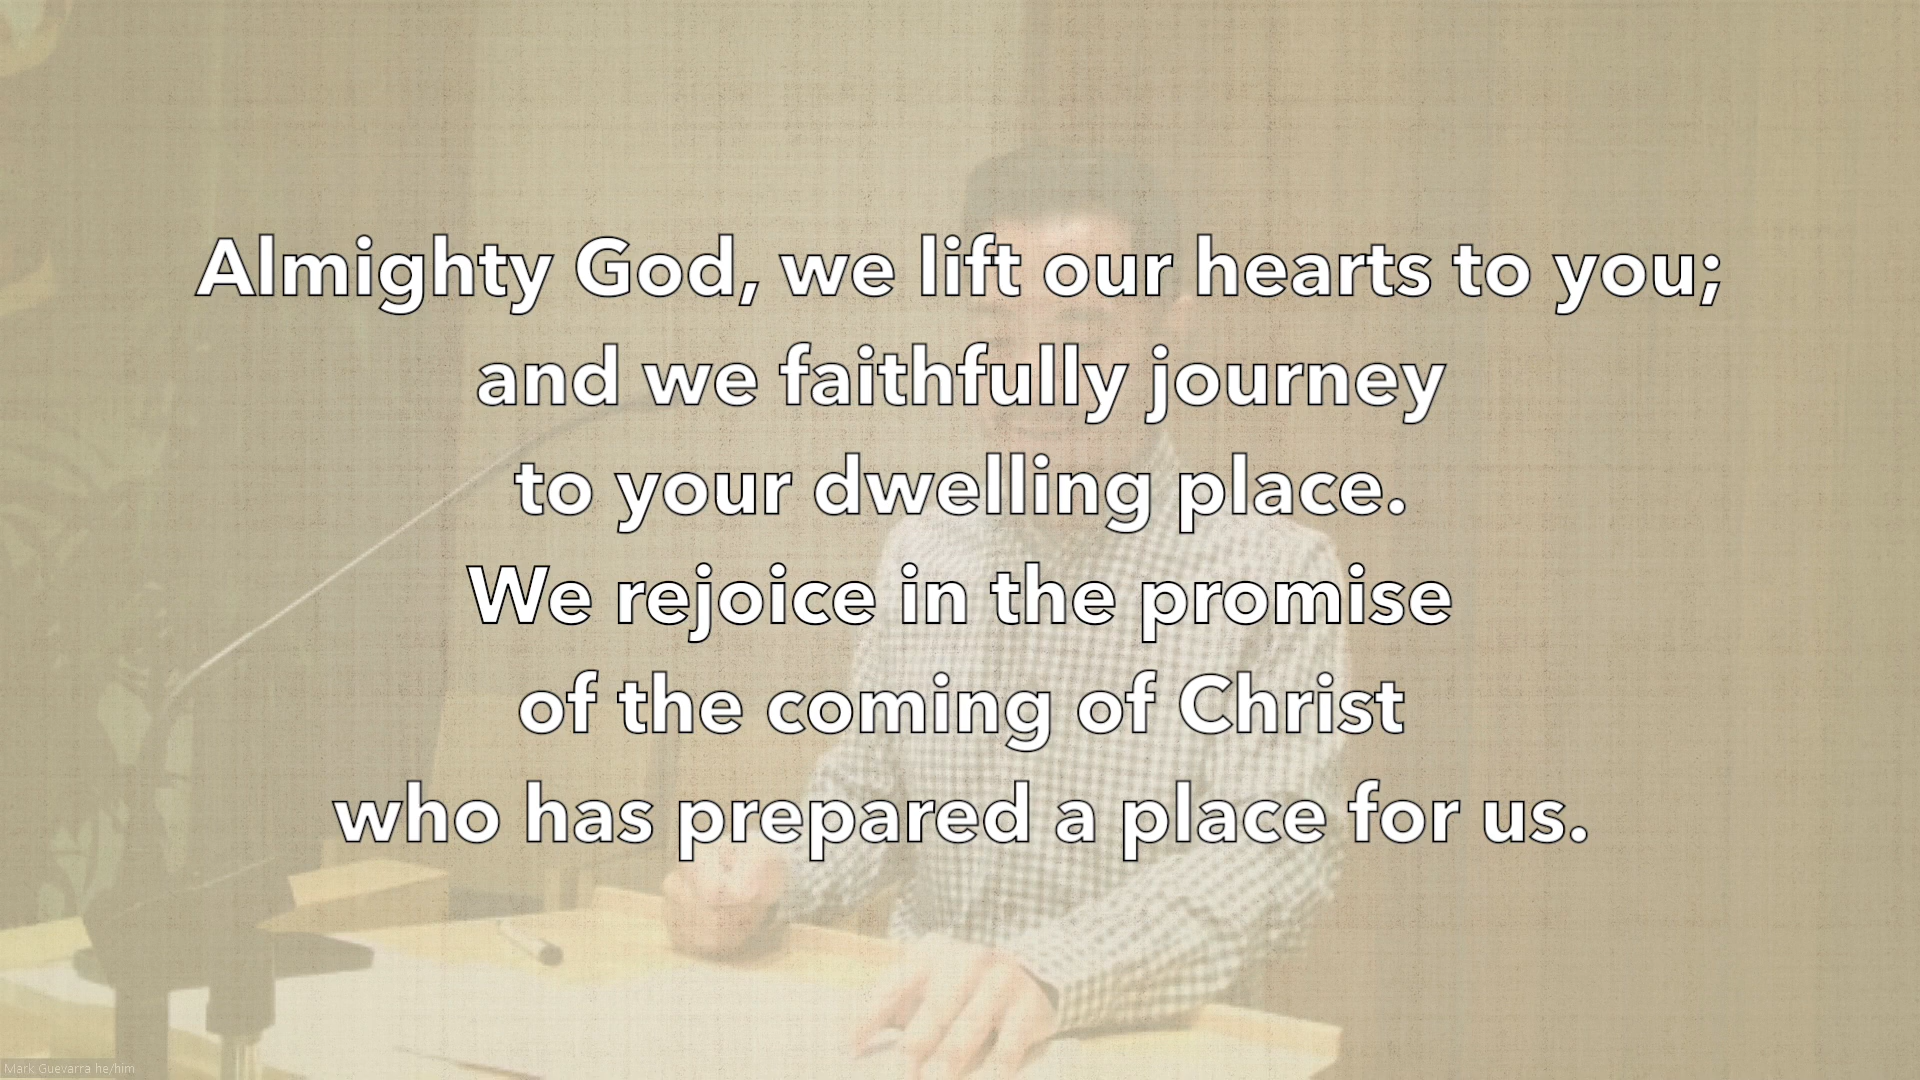 Almighty God, we lift our hearts to you;
and we faithfully journey
to your dwelling place.
We rejoice in the promise
of the coming of Christ
who has prepared a place for us.
Mark Guevarra he/him